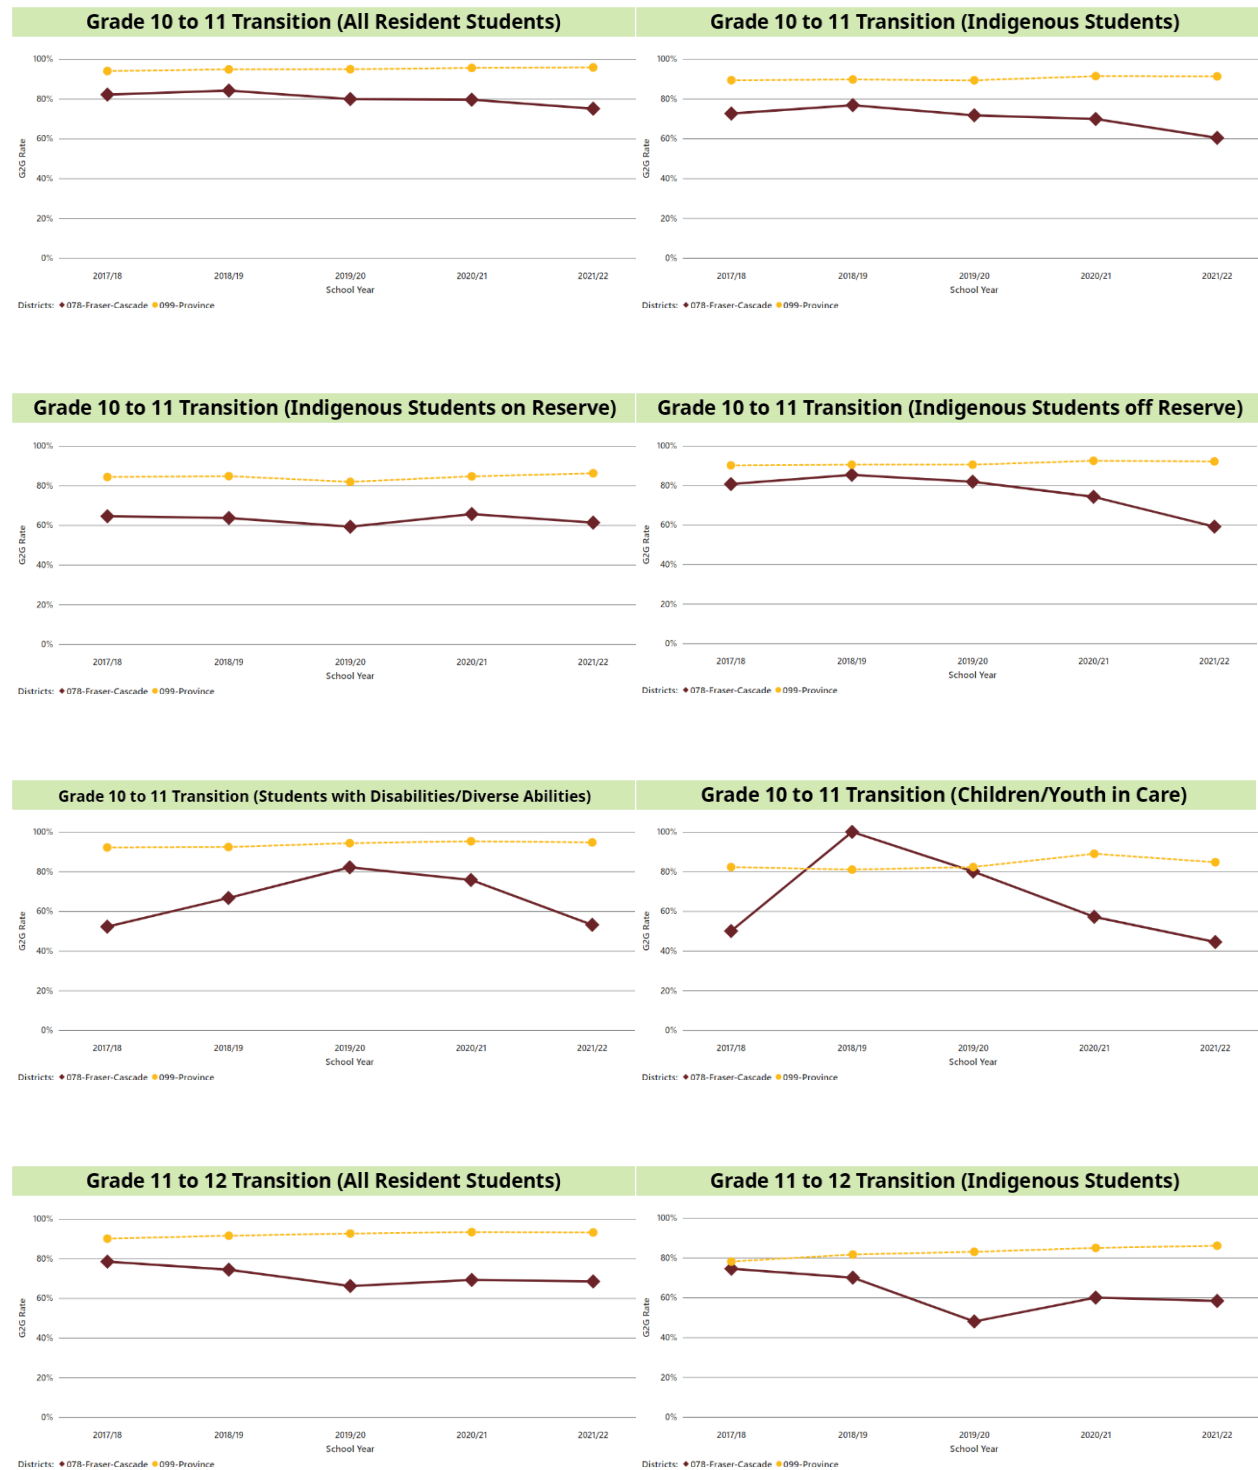 Grade 10 to 11 Transition (All Resident Students)
100%
80%
60%
40%
20%
0%
G2G Rate
2017/18 2018/19 2019/20 2020/21 2021/22
School Year
Districts: 078-Fraser-Cascade 099-Province
Grade 10 to 11 Transition (Indigenous Students)
100%
80%
60%
40%
20%
0%
G2G Rate
2017/18 2018/19 2019/20 2020/21 2021/22
School Year
Districts: 078-Fraser-Cascade 099-Province
Grade 10 to 11 Transition (Indigenous Students on Reserve)
100%
80%
60%
40%
20%
0%
G2G Rate
2017/18 2018/19 2019/20 2020/21 2021/22
School Year
Districts: 078-Fraser-Cascade 099-Province
Grade 10 to 11 Transition (Indigenous Students off Reserve)
100%
80%
60%
40%
20%
0%
G2G Rate
2017/18 2018/19 2019/20 2020/21 2021/22
School Year
Districts: 078-Fraser-Cascade 099-Province
Grade 10 to 11 Transition (Students with Disabilities/Diverse Abilities)
100%
80%
60%
40%
20%
0%
G2G Rate
2017/18 2018/19 2019/20 2020/21 2021/22
School Year
Districts: 078-Fraser-Cascade 099-Province
Grade 10 to 11 Transition (Children/Youth in Care)
100%
80%
60%
40%
20%
0%
G2G Rate
2017/18 2018/19 2019/20 2020/21 2021/22
School Year
Districts: 078-Fraser-Cascade 099-Province
Grade 11 to 12 Transition (All Resident Students)
100%
80%
60%
40%
20%
0%
G2G Rate
2017/18 2018/19 2019/20 2020/21 2021/22
School Year
Districts: 078-Fraser-Cascade 099-Province
Grade 11 to 12 Transition (Indigenous Students)
100%
80%
60%
40%
20%
0%
G2G Rate
2017/18 2018/19 2019/20 2020/21 2021/22
School Year
Districts: 078-Fraser-Cascade 099-Province